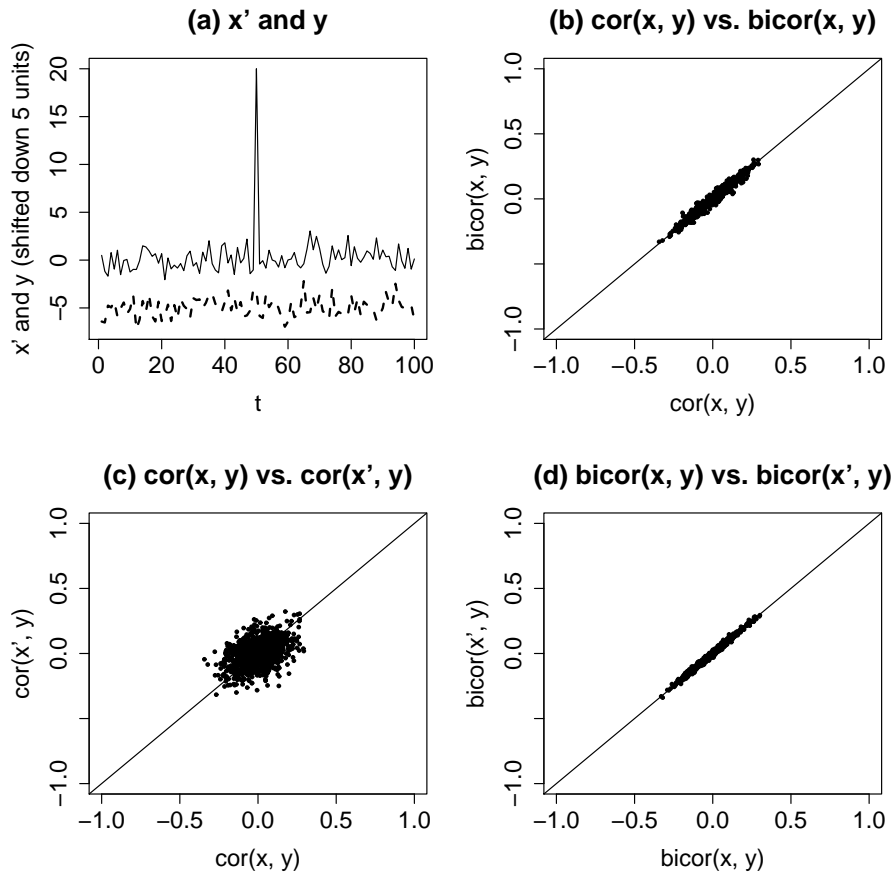 (a) x' and y
x' and y (shifted down 5 units)
20
15
10
5
0
−5
0 20 40 60 80 100
t
(b) cor(x, y) vs. bicor(x, y)
bicor(x, y)
1.0
0.5
0.0
−1.0
−1.0 −0.5 0.0 0.5 1.0
cor(x, y)
(c) cor(x, y) vs. cor(x', y)
cor(x', y)
1.0
0.5
0.0
−1.0
−1.0 −0.5 0.0 0.5 1.0
cor(x, y)
(d) bicor(x, y) vs. bicor(x', y)
bicor(x', y)
1.0
0.5
0.0
−1.0
−1.0 −0.5 0.0 0.5 1.0
bicor(x, y)